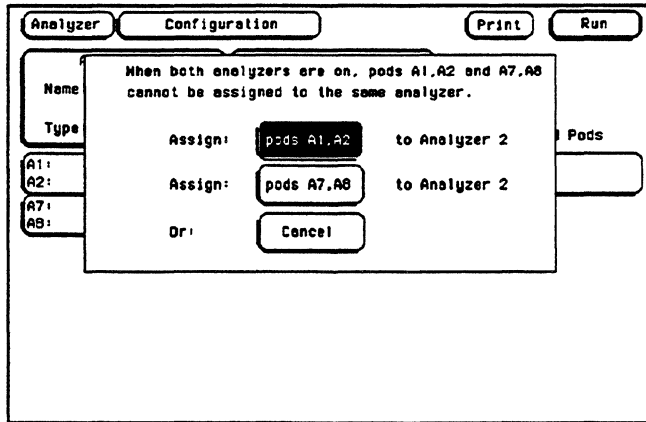 Analyzer Configuration Print Run
When both analyzers are on, pods A1,A2 and A7,A8
cannot be assigned to the same analyzer.
Name
Type Pods
Assign: pods A1,A2 to Analyzer 2
A1:
A2:
Assign: pods A7,A8 to Analyzer 2
A7:
A8:
Or: Cancel